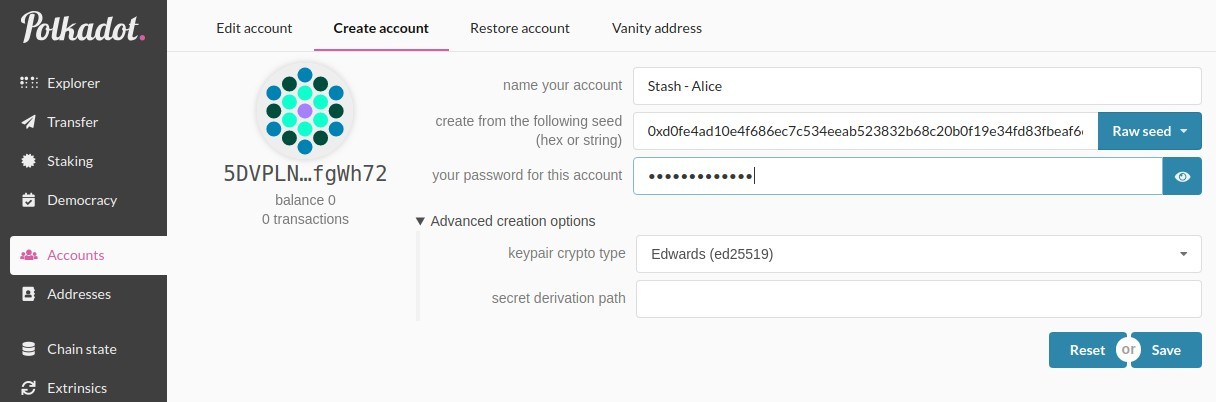 Polkadot.
Edit account
Create account
Restore account
Vanity address
Explorer
Transfer
Staking
Democracy
Accounts
Addresses
Chain state
Extrinsics
5DVPLN…fgWh72
balance 0
0 transactions
name your account
Stash - Alice
create from the following seed
(hex or string)
0xd0fe4ad10e4f686ec7c534eeab523832b68c20b0f19e34fd83fbeaf6
Raw seed
your password for this account
•••••••••••••
Advanced creation options
keypair crypto type
Edwards (ed25519)
secret derivation path
Reset
or
Save